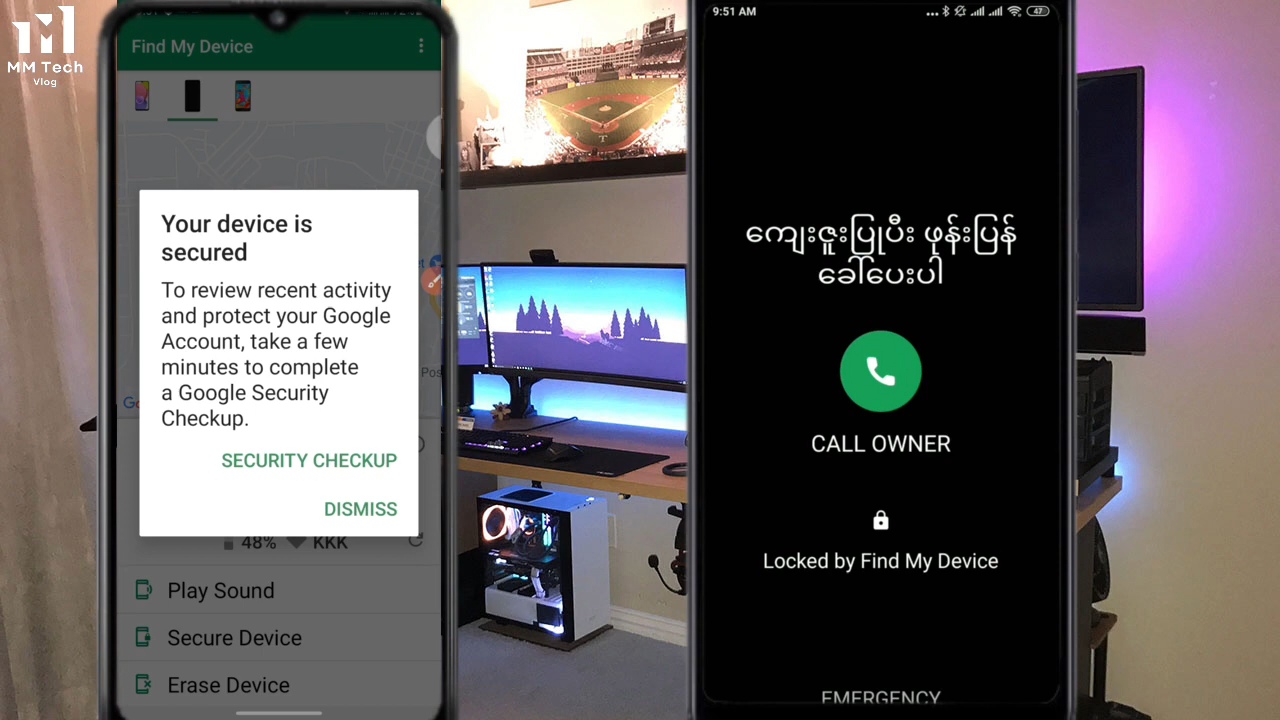 MM Tech
Vlog
Find My Device
Your device is
secured
To review recent activity
and protect your Google
Account, take a few
minutes to complete
a Google Security
Checkup.
SECURITY CHECKUP
DISMISS
48% KKK
Play Sound
Secure Device
Erase Device
9:51 AM
47
ကျေးဇူးပြုပီး ဖုန်းပြန်
ခေါ်ပေးပါ
CALL OWNER
Locked by Find My Device
EMERGENCY